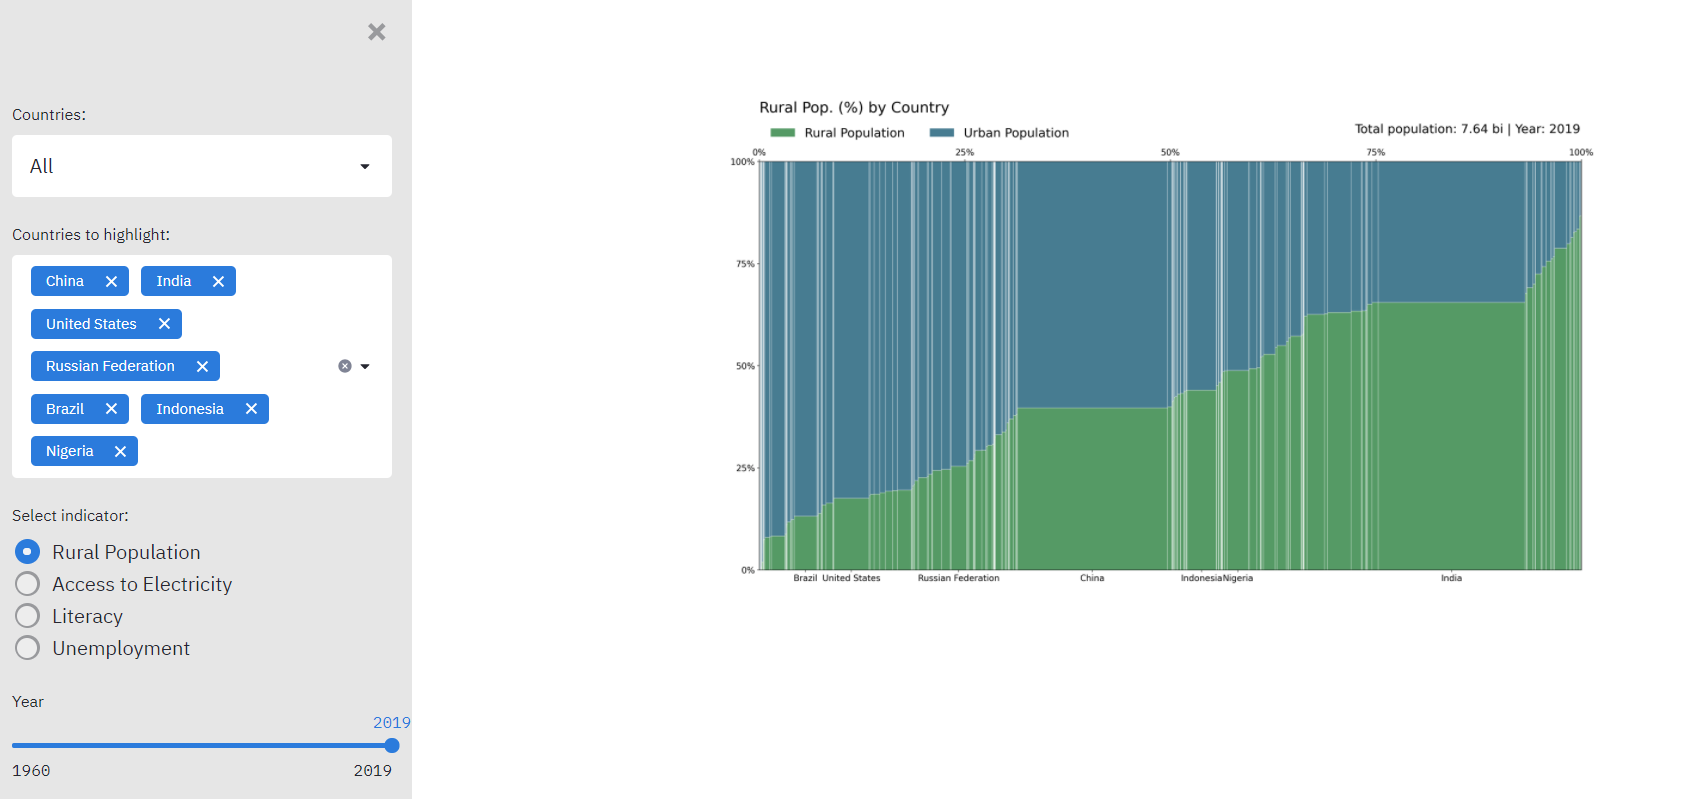 Countries:
All
Countries to highlight:
China
India
United States
Russian Federation
Brazil
Indonesia
Nigeria
Select indicator:
Rural Population
Access to Electricity
Literacy
Unemployment
Year
2019
1960 2019
Rural Pop. (%) by Country
Rural Population Urban Population
Total population: 7.64 bi | Year: 2019
0% 25% 50% 75% 100%
100%
75%
50%
25%
0%
Brazil United States Russian Federation China Indonesia Nigeria India